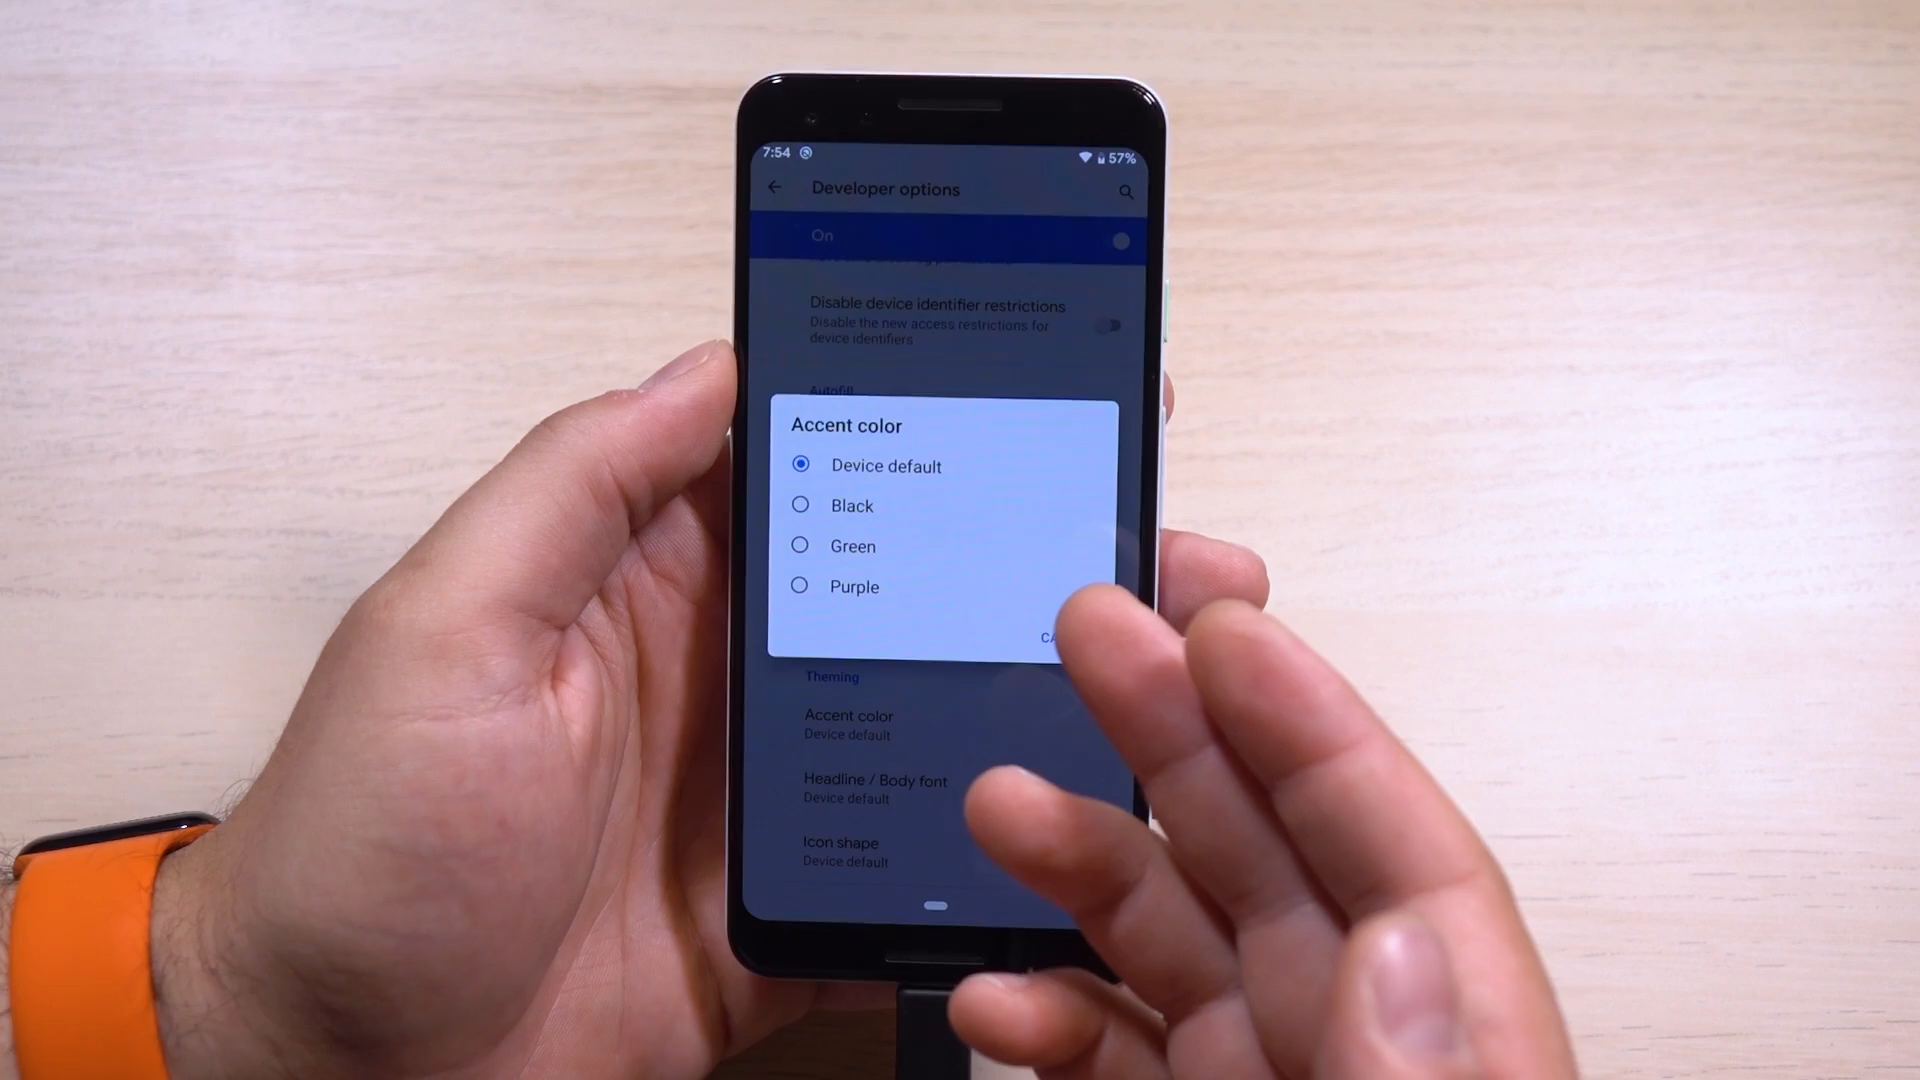 7:54
57%
Developer options
On
Disable device identifier restrictions
Disable the new access restrictions for
device identifiers
Autofill
Accent color
Device default
Black
Green
Purple
Theming
Accent color
Device default
Headline / Body font
Device default
Icon shape
Device default